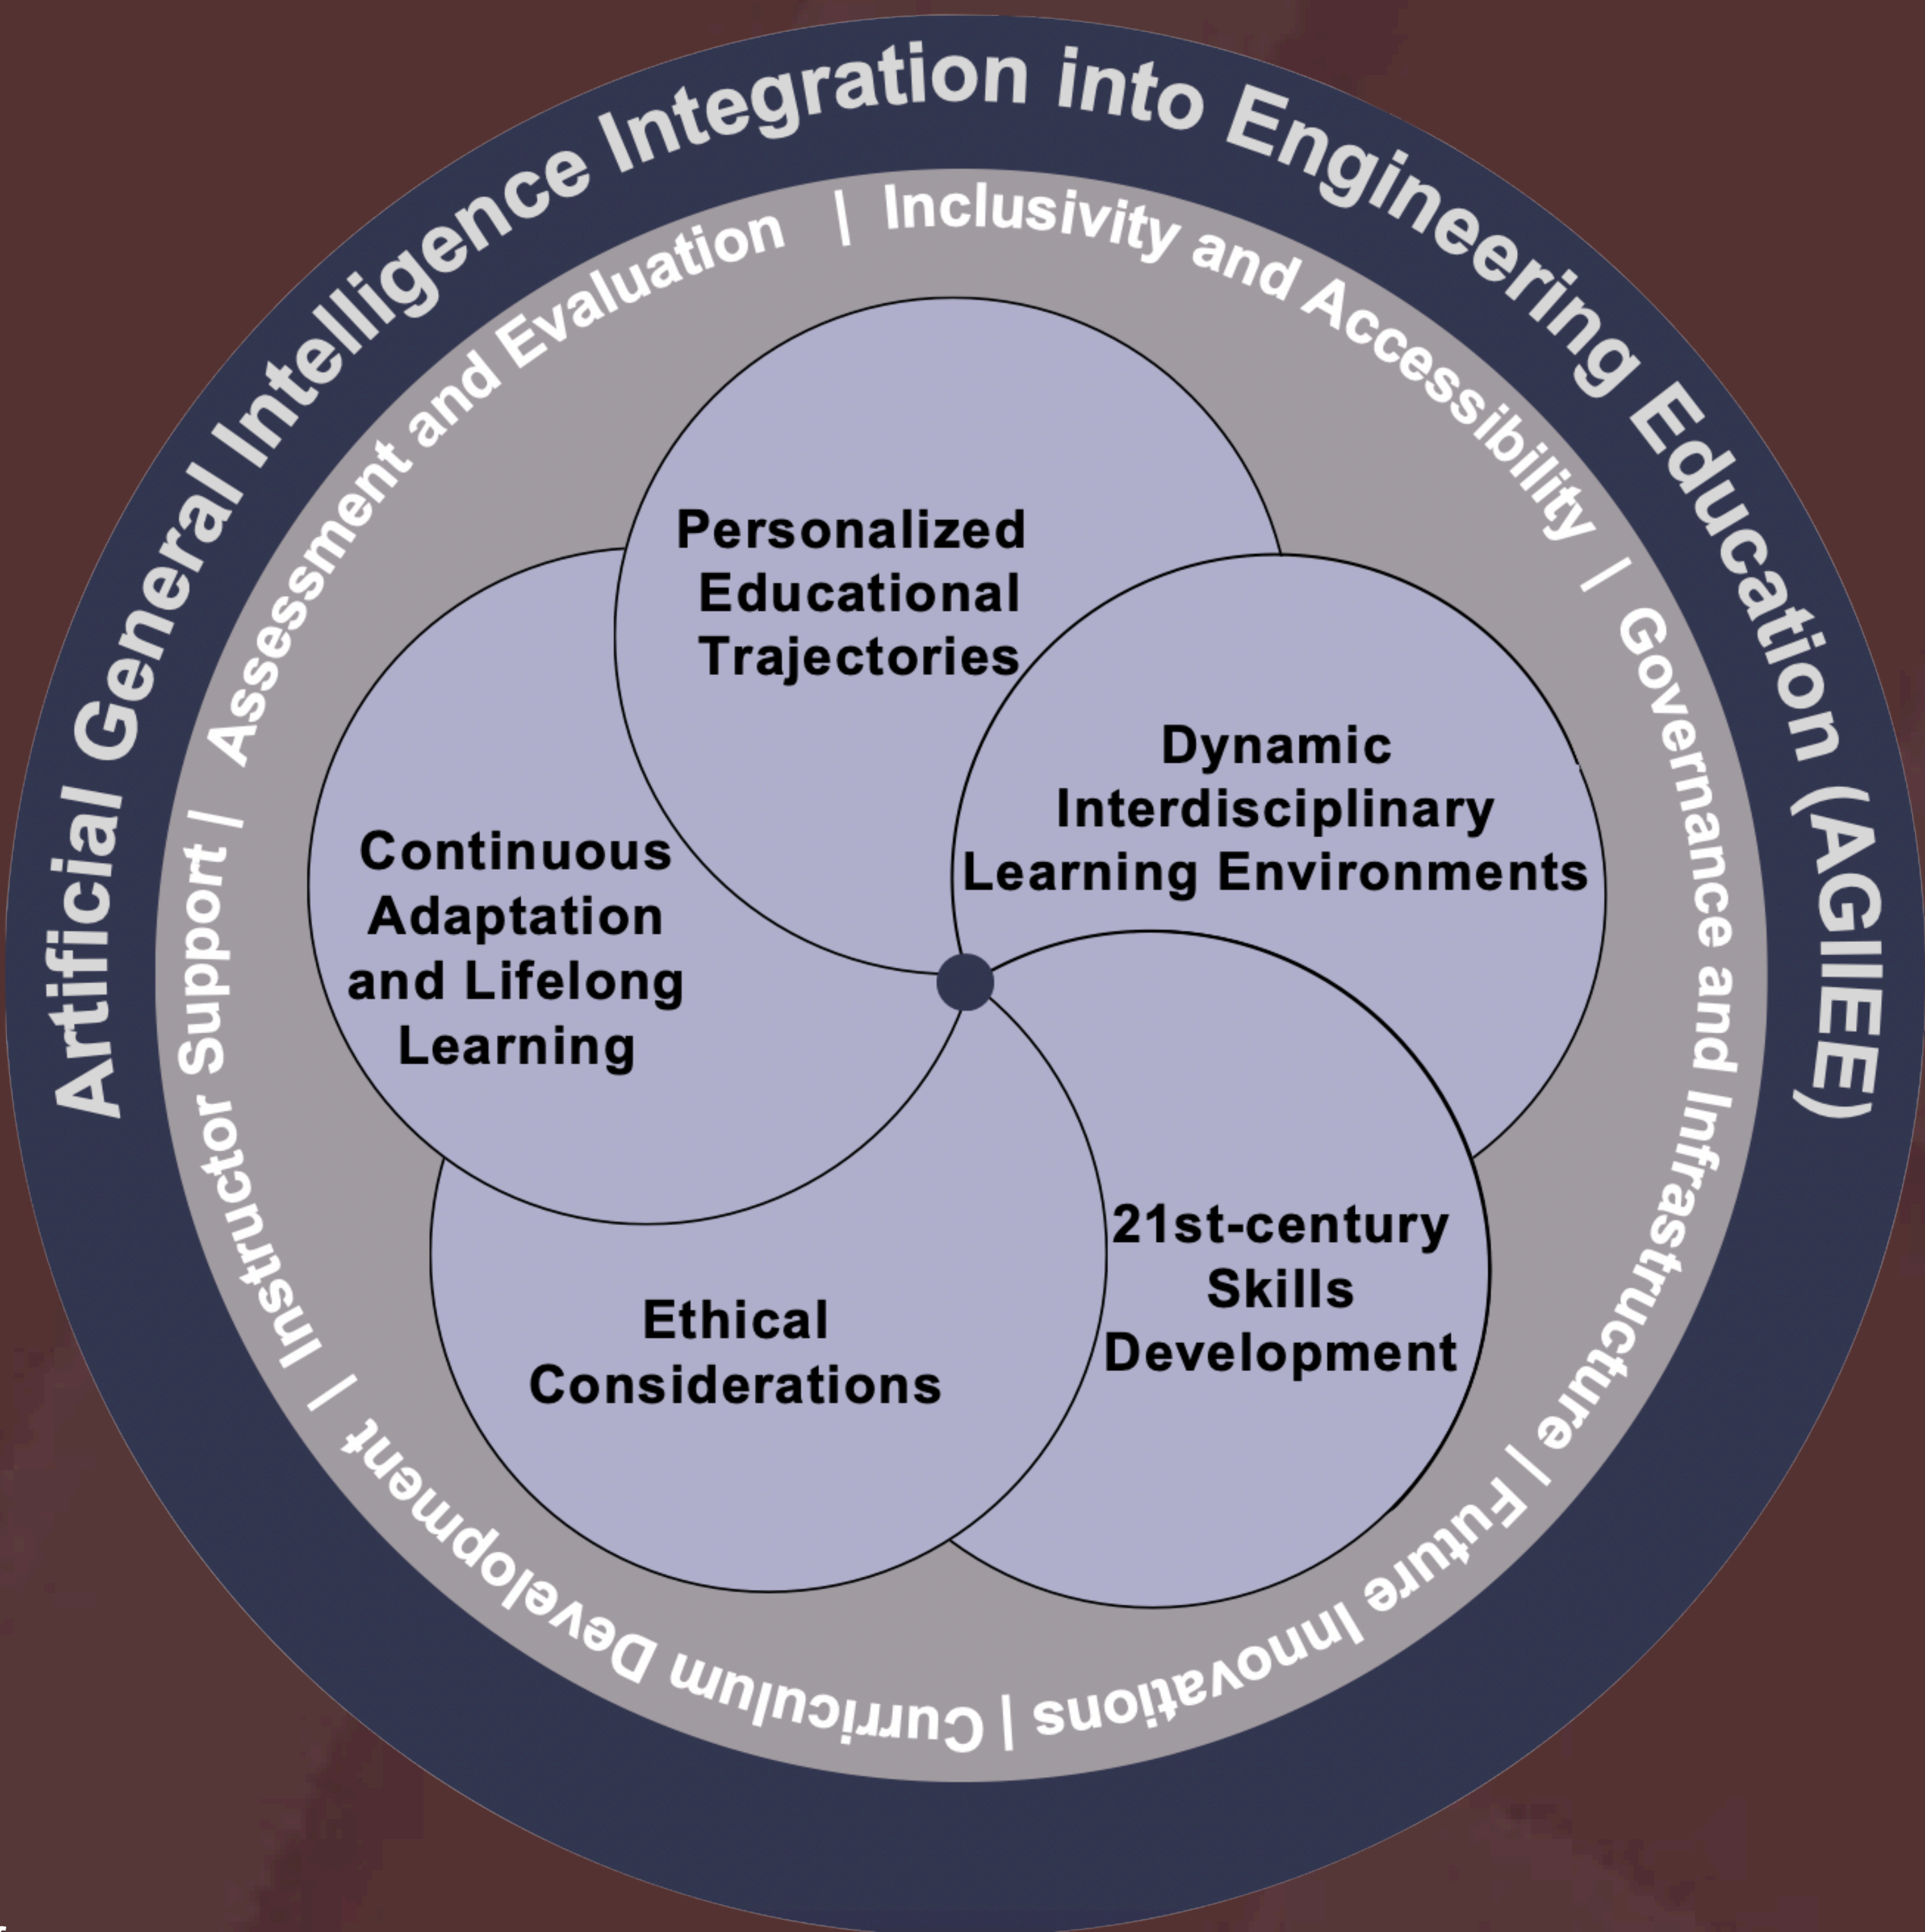 Artificial General Intelligence Integration into Engineering Education (AGIEE)
Assessment and Evaluation | Inclusivity and Accessibility | Governance and Infrastructure | Future Innovations | Curriculum Development | Instructor Support |
Personalized
Educational
Trajectories
Dynamic
Interdisciplinary
Learning Environments
Continuous
Adaptation
and Lifelong
Learning
21st-century
Skills
Development
Ethical
Considerations